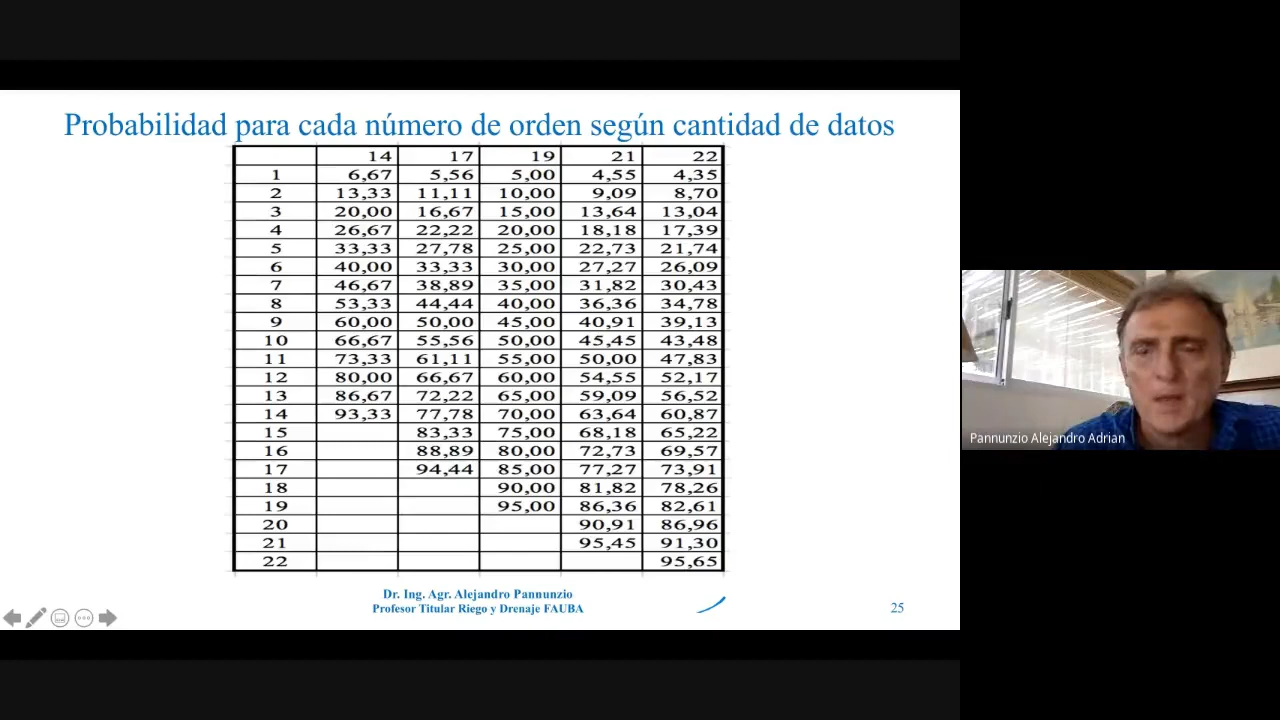 Probabilidad para cada número de orden según cantidad de datos
14 17 19 21 22
1 6,67 5,56 5,00 4,55 4,35
2 13,33 11,11 10,00 9,09 8,70
3 20,00 16,67 15,00 13,64 13,04
4 26,67 22,22 20,00 18,18 17,39
5 33,33 27,78 25,00 22,73 21,74
6 40,00 33,33 30,00 27,27 26,09
7 46,67 38,89 35,00 31,82 30,43
8 53,33 44,44 40,00 36,36 34,78
9 60,00 50,00 45,00 40,91 39,13
10 66,67 55,56 50,00 45,45 43,48
11 73,33 61,11 55,00 50,00 47,83
12 80,00 66,67 60,00 54,55 52,17
13 86,67 72,22 65,00 59,09 56,52
14 93,33 77,78 70,00 63,64 60,87
15 83,33 75,00 68,18 65,22
16 88,89 80,00 72,73 69,57
17 94,44 85,00 77,27 73,91
18 90,00 81,82 78,26
19 95,00 86,36 82,61
20 90,91 86,96
21 95,45 91,30
22 95,65
Dr. Ing. Agr. Alejandro Pannunzio
Profesor Titular Riego y Drenaje FAUBA
25
Pannunzio Alejandro Adrian